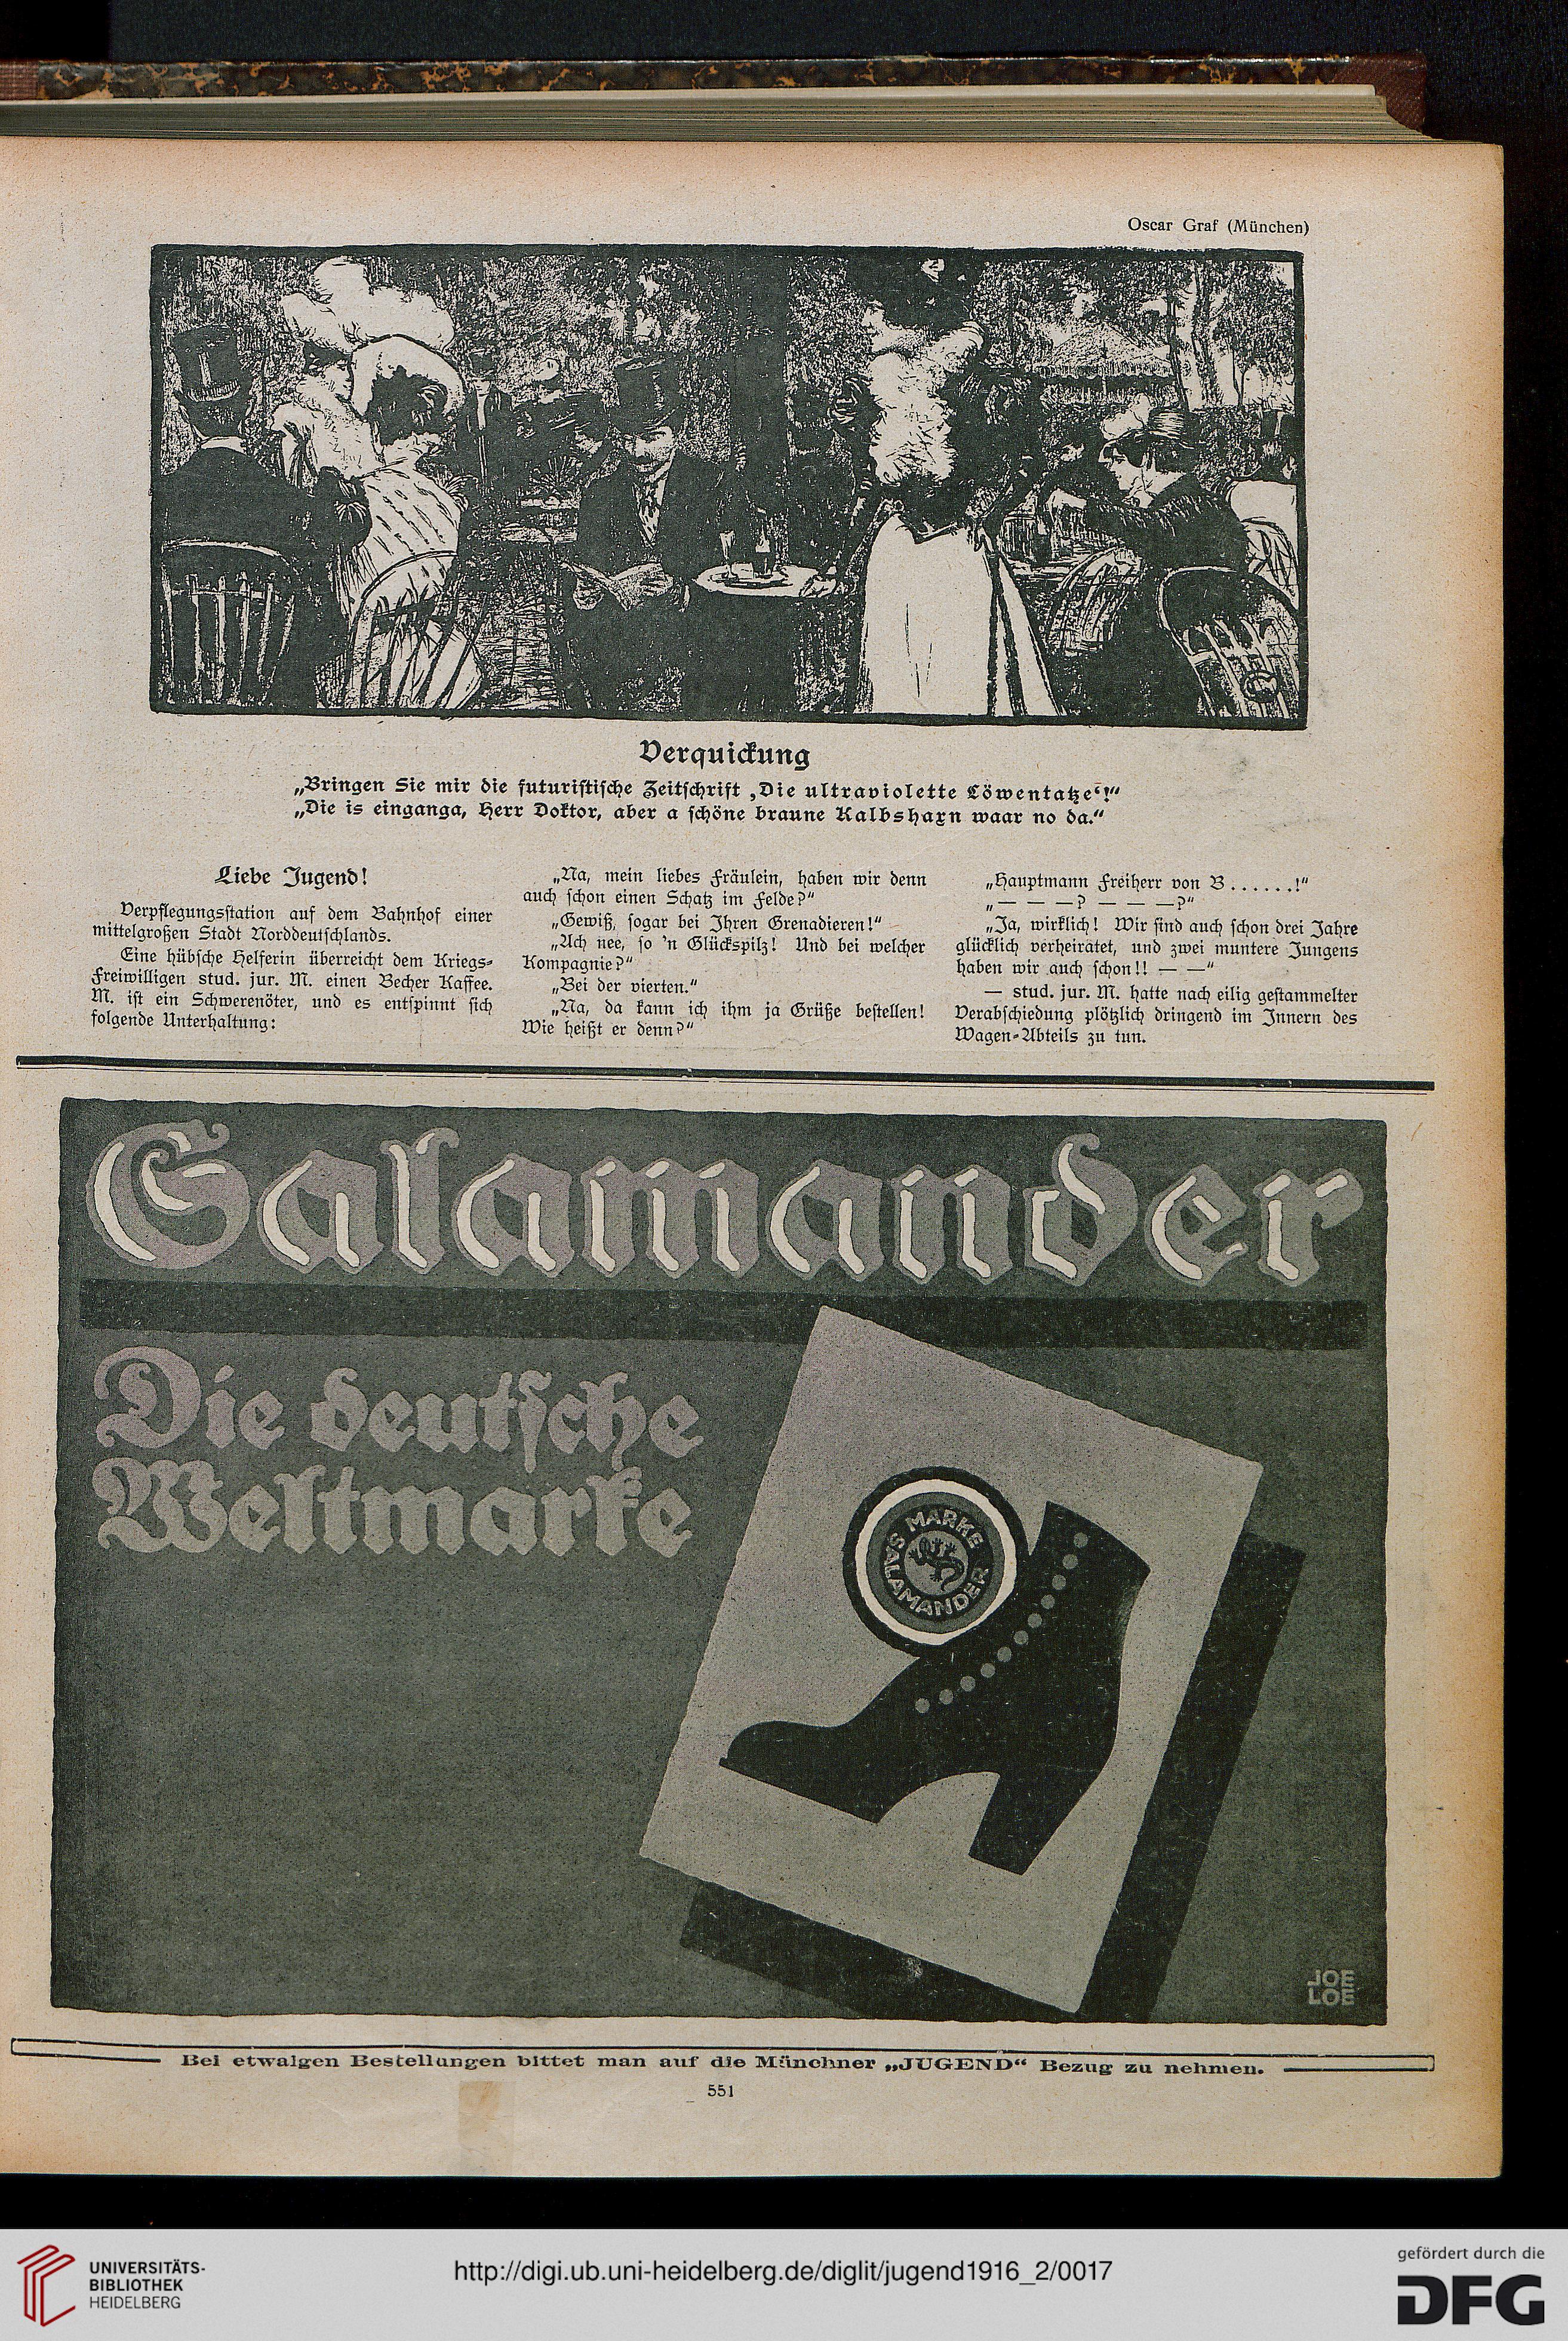 Oscar Graf (München)
Verquickung
„Bringen Sie mir die futuristische Zeitschrift ‚Die ultraviolette Löwentatze‘!“
„Die is einganga, Herr Doktor, aber a schöne braune Kalbshaxn waar no da.“
Liebe Jugend!
Verpflegungsstation auf dem Bahnhof einer
mittelgroßen Stadt Norddeutschlands.
Eine hübsche Helferin überreicht dem Kriegs-
freiwilligen stud. jur. M. einen Becher Kaffee.
M. ist ein Schwerenöter, und es entspinnt sich
folgende Unterhaltung:
„Na, mein liebes Fräulein, haben wir denn
auch schon einen Schatz im Felde?“
„Gewiß, sogar bei Ihren Grenadieren!“
„Ach nee, so 'n Glückspilz! Und bei welcher
Kompagnie?“
„Bei der vierten.“
„Na, da kann ich ihm ja Grüße bestellen!
Wie heißt er denn?“
„Hauptmann Freiherr von B......!“
„— — —? — — —?“
„Ja, wirklich! Wir sind auch schon drei Jahre
glücklich verheiratet, und zwei muntere Jungens
haben wir auch schon!! — —“
— stud. jur. M. hatte nach eilig gestammelter
Verabschiedung plötzlich dringend im Innern des
Wagen-Abteils zu tun.
Salamander
Die deutsche
Weltmarke
MARKE
SALAMANDER
JOE
LOE
Bei etwaigen Bestellungen bittet man auf die Münchner „JUGEND“ Bezug zu nehmen.
551
UNIVERSITÄTS-
BIBLIOTHEK
HEIDELBERG
http://digi.ub.uni-heidelberg.de/diglit/jugend1916_2/0017
gefördert durch die
DFG